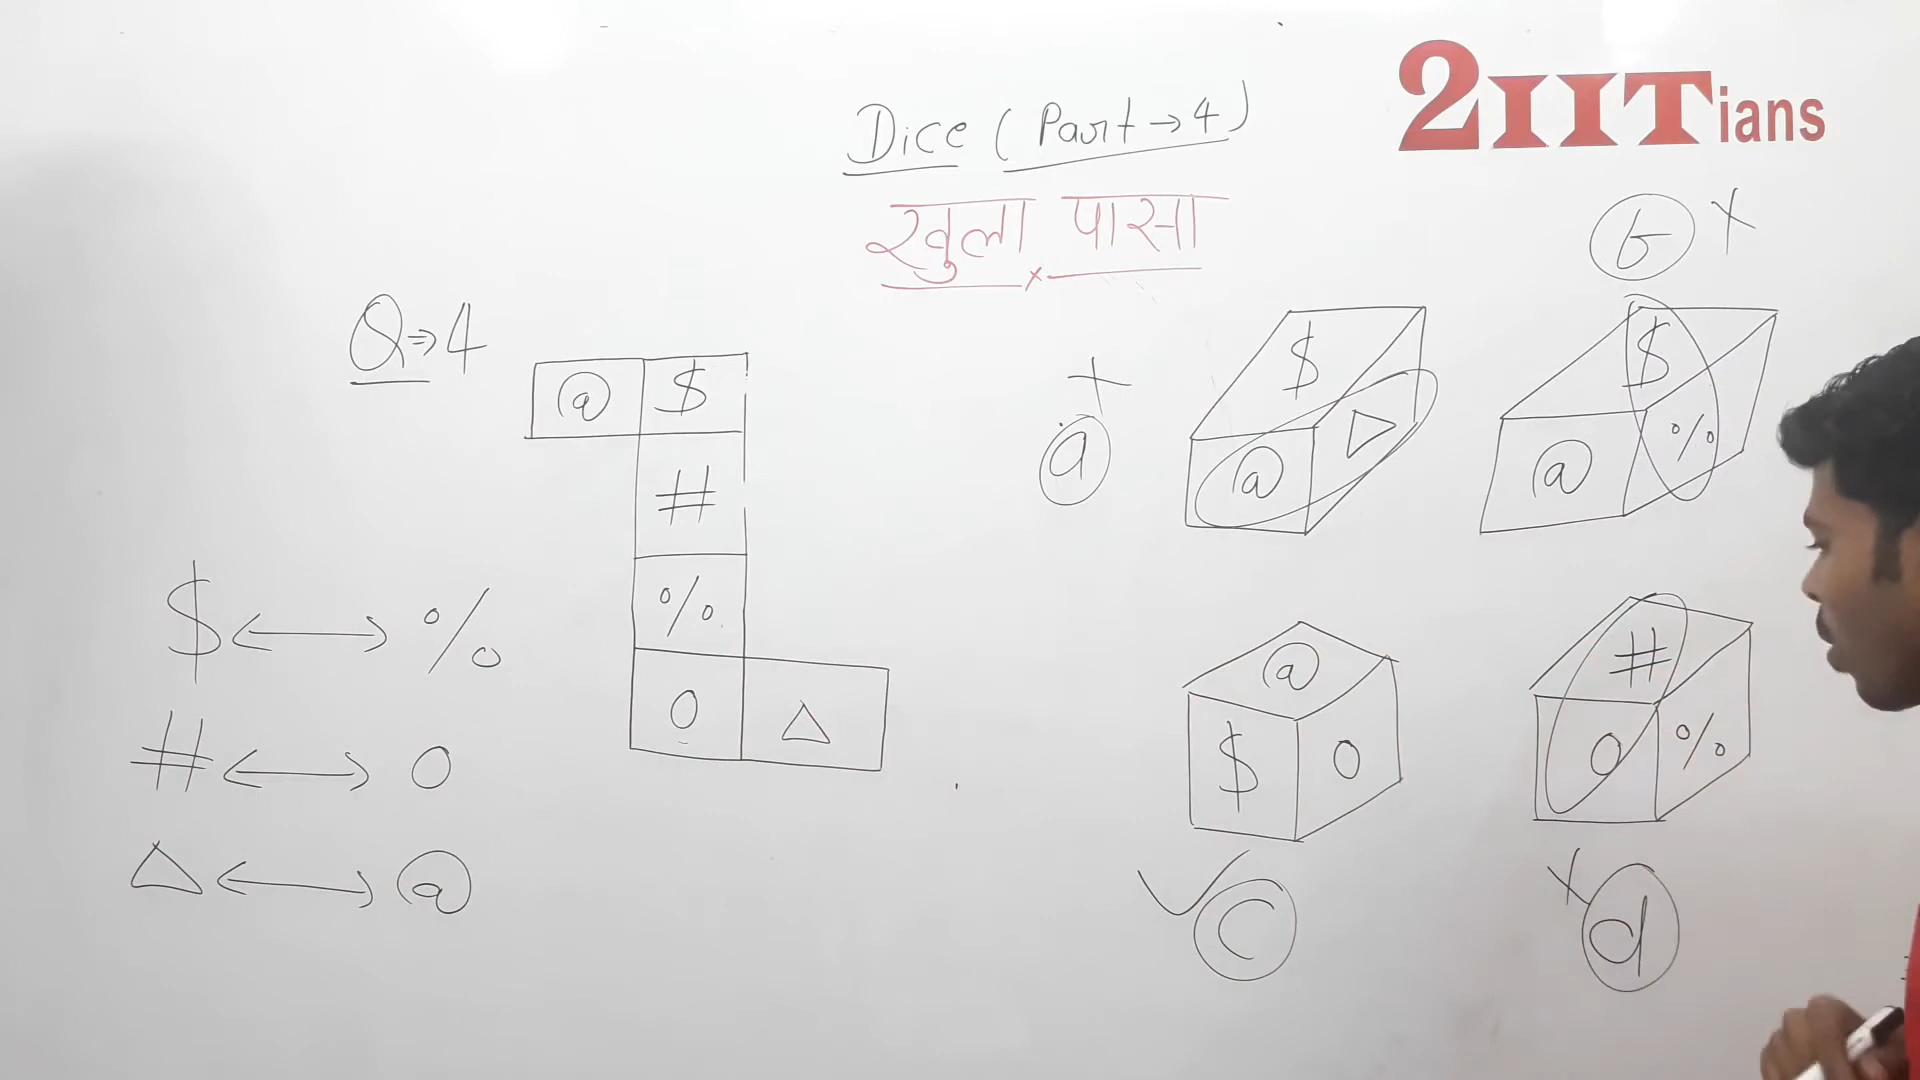 2IITians
Dice (Part → 4)
खुला पासा
Q ⇒ 4
@ $
#
%
0 △
$ ↔ %
# ↔ 0
△ ↔ @
a ×
$
@ △
b ×
$
@ %
@
$ 0
✓ c
#
0 %
× d